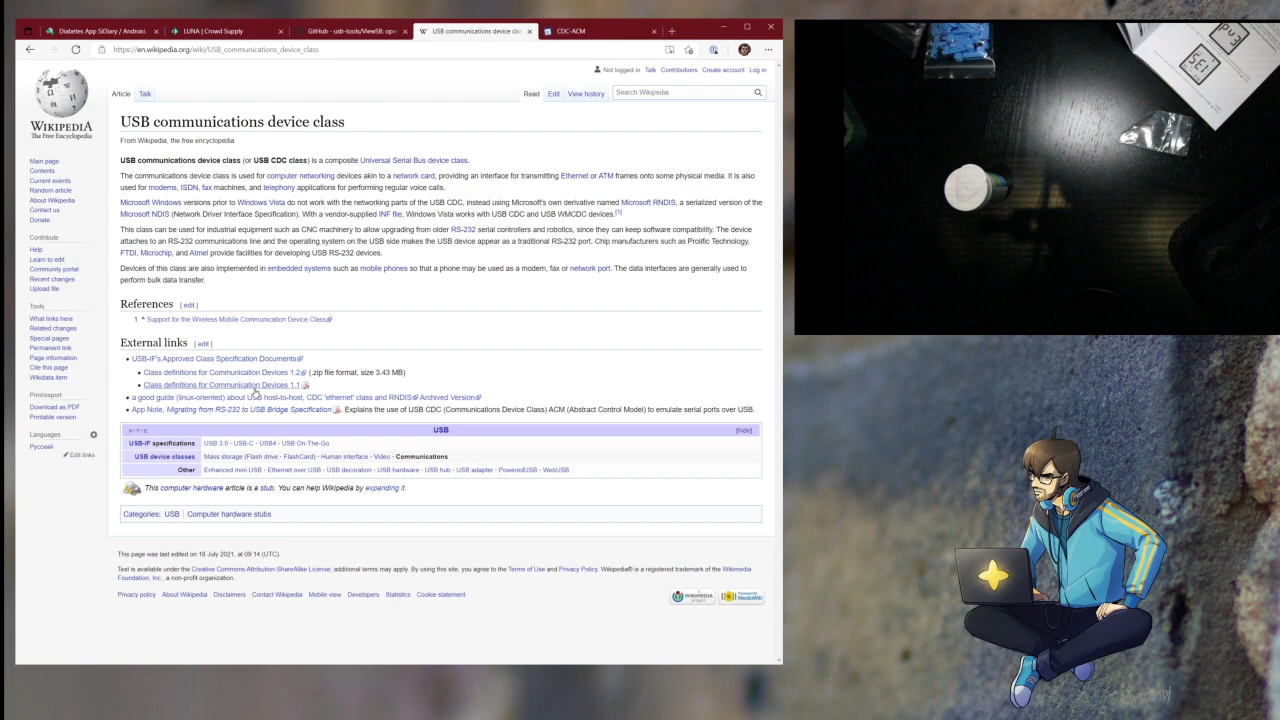 Diabetes App SiDiary / Android
LUNA | Crowd Supply
GitHub - usb-tools/ViewSB: ope
USB communications device clas
CDC-ACM
https://en.wikipedia.org/wiki/USB_communications_device_class
Not logged in Talk Contributions Create account Log in
Article Talk
Read Edit View history
Search Wikipedia
WIKIPEDIA
The Free Encyclopedia
Main page
Contents
Current events
Random article
About Wikipedia
Contact us
Donate
Contribute
Help
Learn to edit
Community portal
Recent changes
Upload file
Tools
What links here
Related changes
Special pages
Permanent link
Page information
Cite this page
Wikidata item
Print/export
Download as PDF
Printable version
Languages
Русский
Edit links
USB communications device class
From Wikipedia, the free encyclopedia
USB communications device class (or USB CDC class) is a composite Universal Serial Bus device class.
The communications device class is used for computer networking devices akin to a network card, providing an interface for transmitting Ethernet or ATM frames onto some physical media. It is also
used for modems, ISDN, fax machines, and telephony applications for performing regular voice calls.
Microsoft Windows versions prior to Windows Vista do not work with the networking parts of the USB CDC, instead using Microsoft's own derivative named Microsoft RNDIS, a serialized version of the
Microsoft NDIS (Network Driver Interface Specification). With a vendor-supplied INF file, Windows Vista works with USB CDC and USB WMCDC devices.[1]
This class can be used for industrial equipment such as CNC machinery to allow upgrading from older RS-232 serial controllers and robotics, since they can keep software compatibility. The device
attaches to an RS-232 communications line and the operating system on the USB side makes the USB device appear as a traditional RS-232 port. Chip manufacturers such as Prolific Technology,
FTDI, Microchip, and Atmel provide facilities for developing USB RS-232 devices.
Devices of this class are also implemented in embedded systems such as mobile phones so that a phone may be used as a modem, fax or network port. The data interfaces are generally used to
perform bulk data transfer.
References [ edit ]
1. ^ Support for the Wireless Mobile Communication Device Class
External links [ edit ]
• USB-IF's Approved Class Specification Documents
• Class definitions for Communication Devices 1.2 (.zip file format, size 3.43 MB)
• Class definitions for Communication Devices 1.1
• a good guide (linux-oriented) about USB host-to-host, CDC 'ethernet' class and RNDIS Archived Version
• App Note, Migrating from RS-232 to USB Bridge Specification Explains the use of USB CDC (Communications Device Class) ACM (Abstract Control Model) to emulate serial ports over USB.
V · T · E USB [hide]
USB-IF specifications USB 3.0 · USB-C · USB4 · USB On-The-Go
USB device classes Mass storage (Flash drive · FlashCard) · Human interface · Video · Communications
Other Enhanced mini-USB · Ethernet over USB · USB decoration · USB hardware · USB hub · USB adapter · PoweredUSB · WebUSB
This computer hardware article is a stub. You can help Wikipedia by expanding it.
Categories: USB | Computer hardware stubs
This page was last edited on 18 July 2021, at 09:14 (UTC).
Text is available under the Creative Commons Attribution-ShareAlike License; additional terms may apply. By using this site, you agree to the Terms of Use and Privacy Policy. Wikipedia® is a registered trademark of the Wikimedia
Foundation, Inc., a non-profit organization.
Privacy policy About Wikipedia Disclaimers Contact Wikipedia Mobile view Developers Statistics Cookie statement
WIKIMEDIA
project
Powered By
MediaWiki